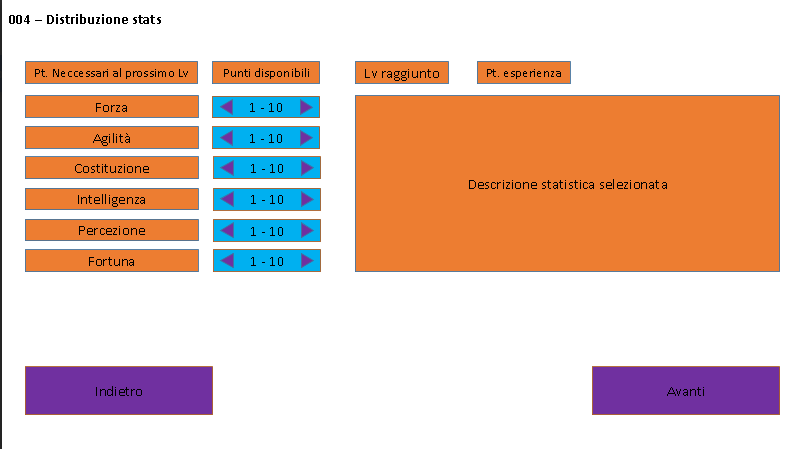 004 – Distribuzione stats
Pt. Neccessari al prossimo Lv
Punti disponibili
Lv raggiunto
Pt. esperienza
Forza
1 - 10
Agilità
1 - 10
Costituzione
1 - 10
Intelligenza
1 - 10
Percezione
1 - 10
Fortuna
1 - 10
Descrizione statistica selezionata
Indietro
Avanti